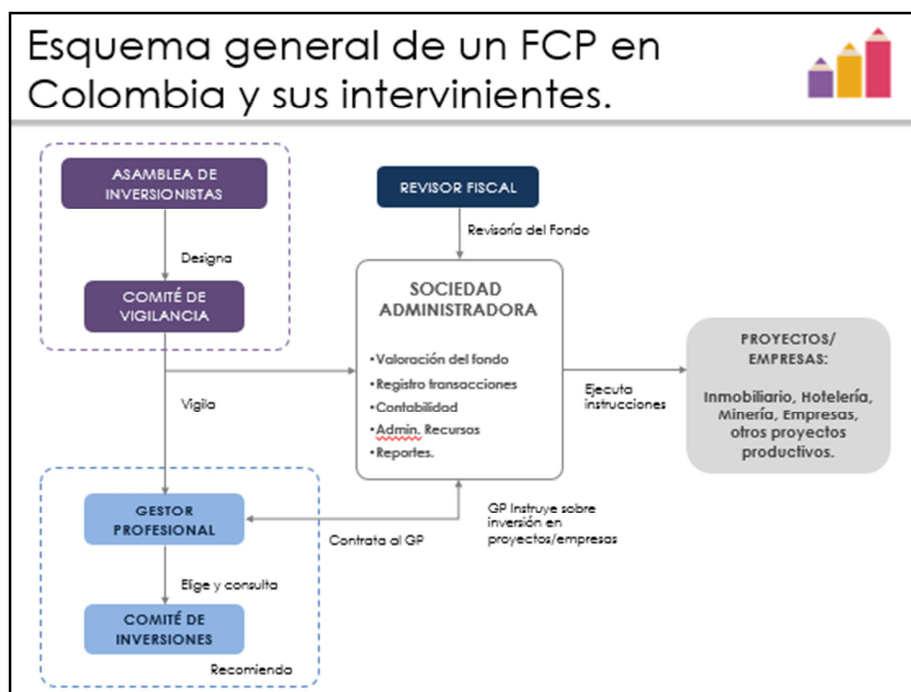 Esquema general de un FCP en
Colombia y sus intervinientes.
ASAMBLEA DE
INVERSIONISTAS
Designa
COMITÉ DE
VIGILANCIA
Vigila
REVISOR FISCAL
Revisoría del Fondo
SOCIEDAD
ADMINISTRADORA
•Valoración del fondo
•Registro transacciones
•Contabilidad
•Admin. Recursos
•Reportes.
Ejecuta
instrucciones
PROYECTOS/
EMPRESAS:
Inmobiliario, Hotelería,
Minería, Empresas,
otros proyectos
productivos.
GESTOR
PROFESIONAL
Contrata al GP
GP Instruye sobre
inversión en
proyectos/empresas
Elige y consulta
COMITÉ DE
INVERSIONES
Recomienda